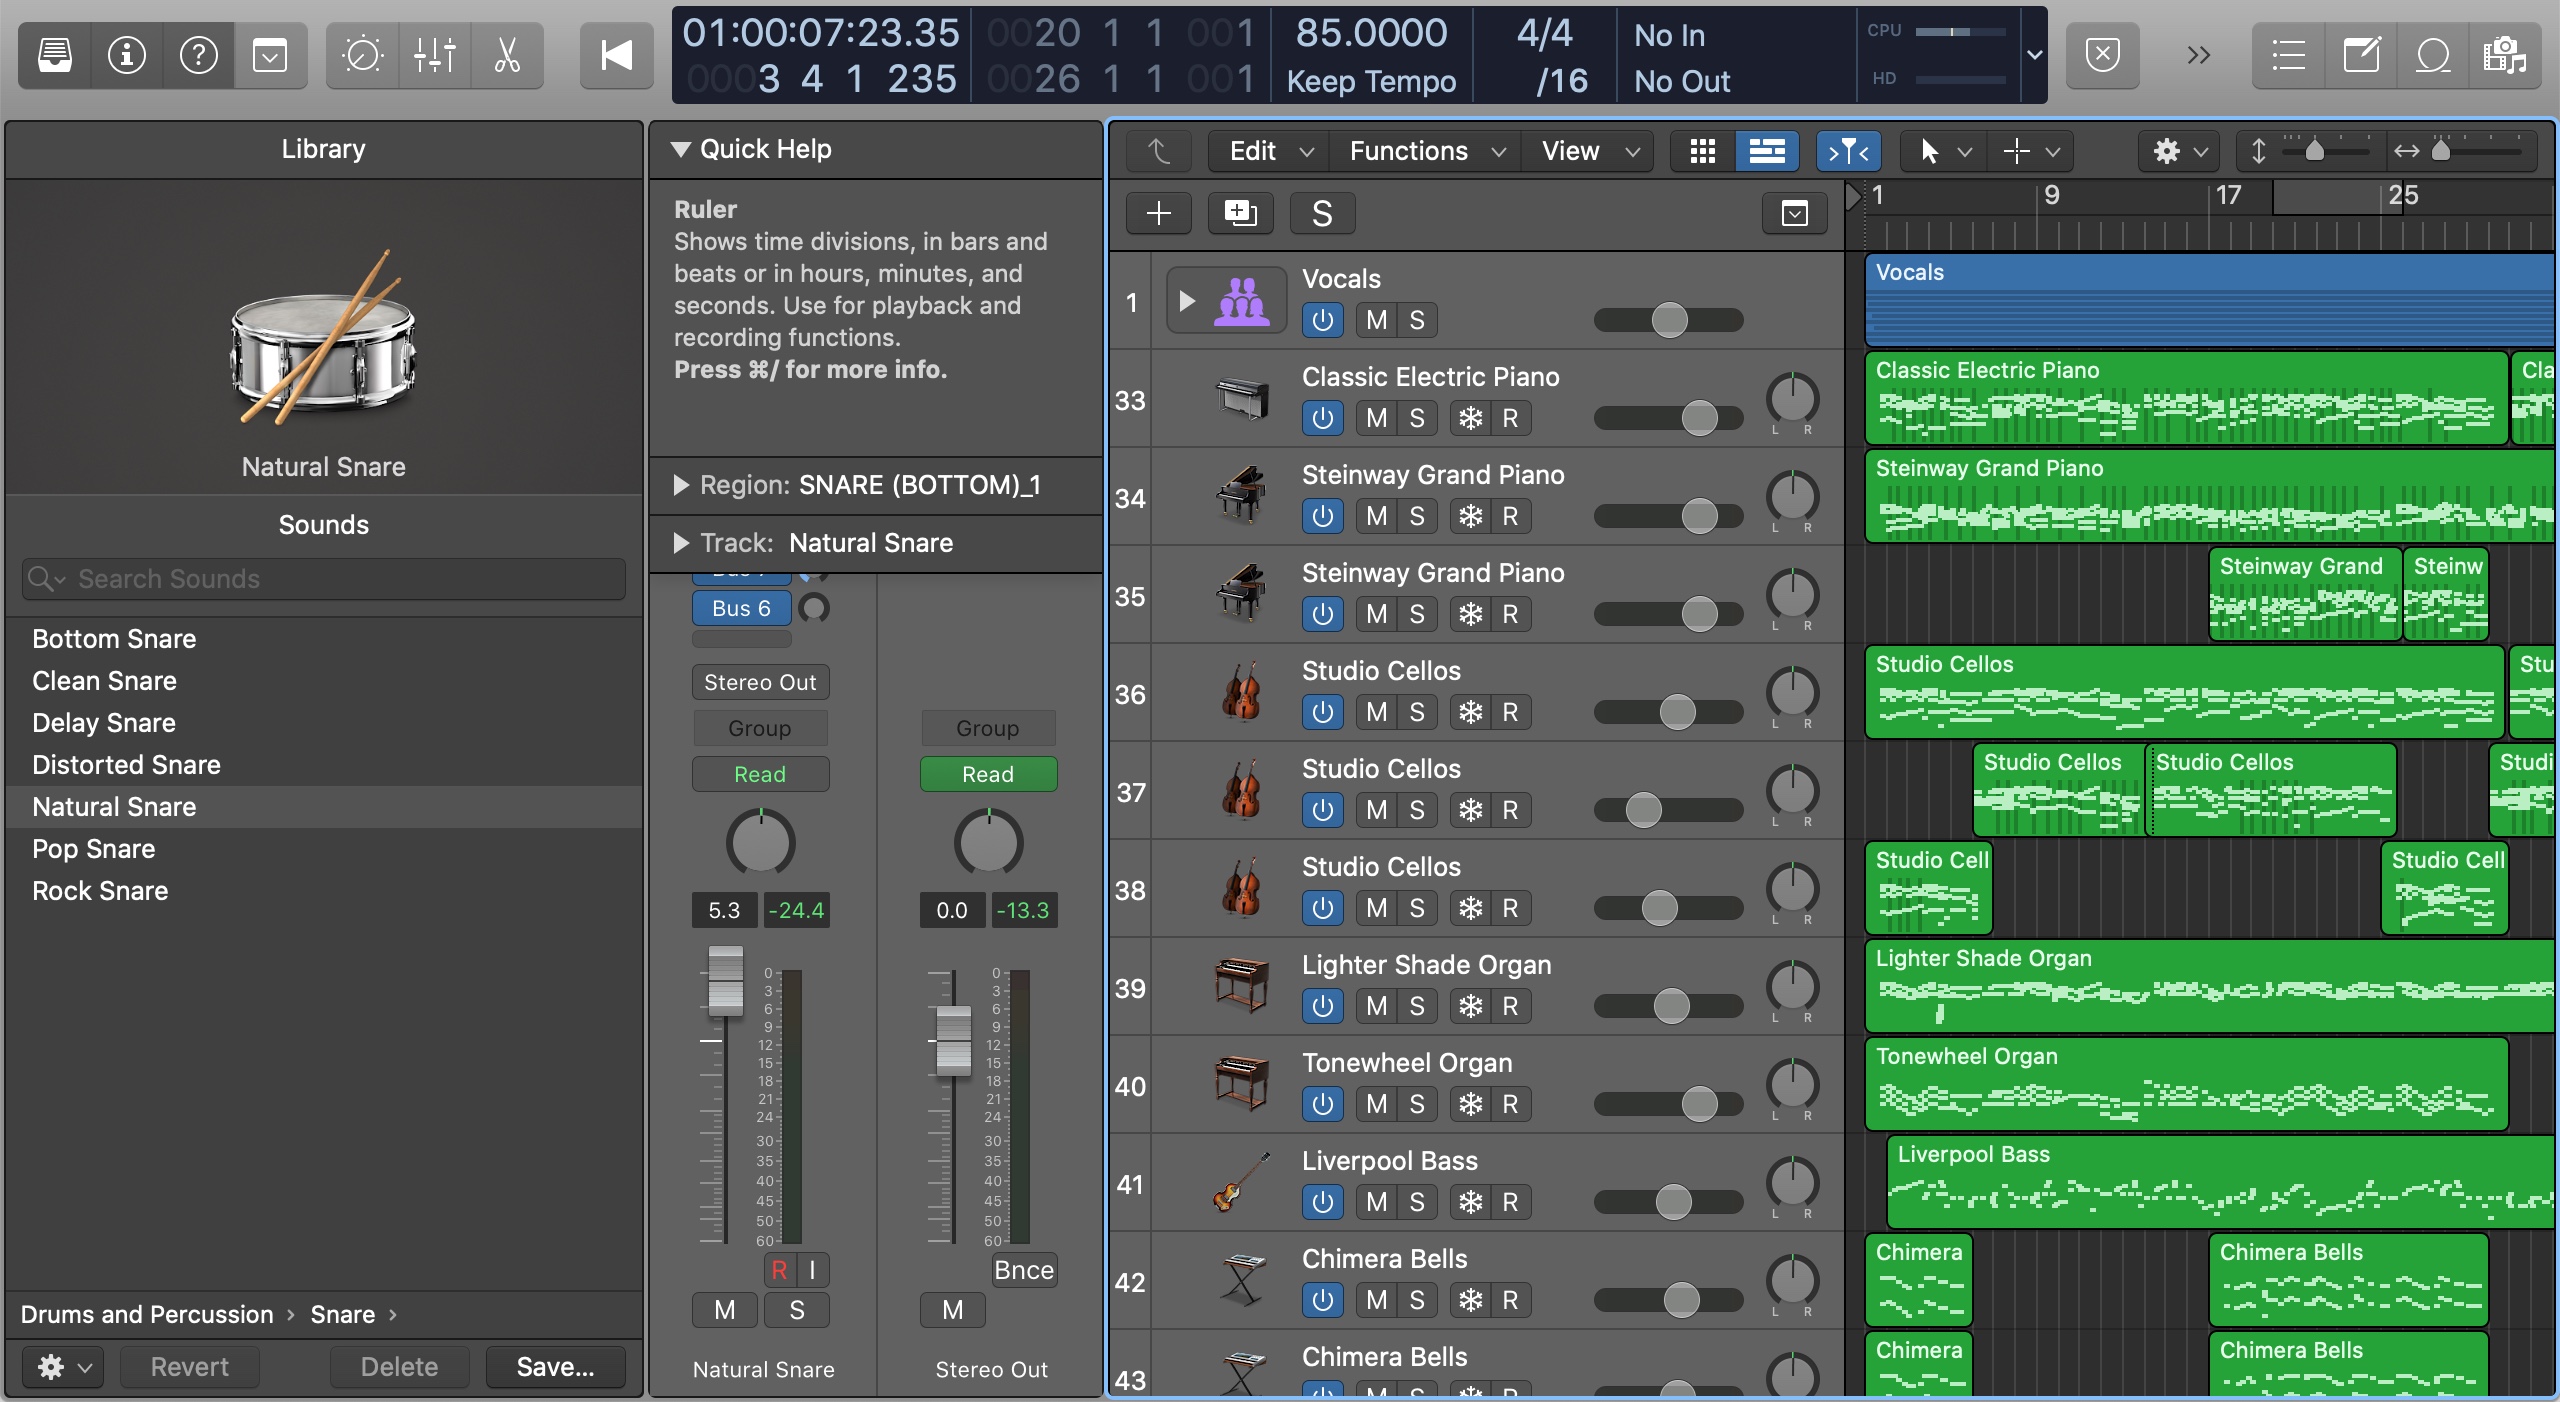 01:00:07:23.35
0003 4 1 235
0020 1 1 001
0026 1 1 001
85.0000
Keep Tempo
4/4
/16
No In
No Out
CPU
HD
Library
Natural Snare
Sounds
Search Sounds
Bottom Snare
Clean Snare
Delay Snare
Distorted Snare
Natural Snare
Pop Snare
Rock Snare
Drums and Percussion › Snare ›
Revert
Delete
Save...
Quick Help
Ruler
Shows time divisions, in bars and
beats or in hours, minutes, and
seconds. Use for playback and
recording functions.
Press ⌘/ for more info.
Region: SNARE (BOTTOM)_1
Track: Natural Snare
Bus 6
Stereo Out
Group
Read
5.3 -24.4
0
3
6
9
12
15
18
21
24
30
35
40
45
50
60
R I
M S
Natural Snare
Group
Read
0.0 -13.3
0
3
6
9
12
15
18
21
24
30
35
40
45
50
60
Bnce
M
Stereo Out
Edit
Functions
View
S
1 9 17 25
1
Vocals
M S
Vocals
33
Classic Electric Piano
M S R
L R
Classic Electric Piano
Cla
34
Steinway Grand Piano
M S R
L R
Steinway Grand Piano
35
Steinway Grand Piano
M S R
L R
Steinway Grand
Steinw
36
Studio Cellos
M S R
L R
Studio Cellos
Stu
37
Studio Cellos
M S R
L R
Studio Cellos
Studio Cellos
Studi
38
Studio Cellos
M S R
L R
Studio Cell
Studio Cell
39
Lighter Shade Organ
M S R
L R
Lighter Shade Organ
40
Tonewheel Organ
M S R
L R
Tonewheel Organ
41
Liverpool Bass
M S R
L R
Liverpool Bass
42
Chimera Bells
M S R
L R
Chimera
Chimera Bells
43
Chimera Bells
M S R
Chimera
Chimera Bells